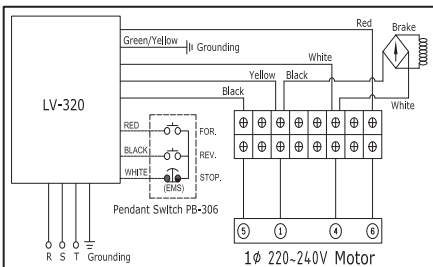 Red
Brake
Green/Yellow
Grounding
White
Yellow
Black
Black
White
LV-320
RED
FOR.
BLACK
REV.
WHITE
STOP.
(EMS)
Pendant Switch PB-306
R S T Grounding
5 1 4 6
1ø 220~240V Motor